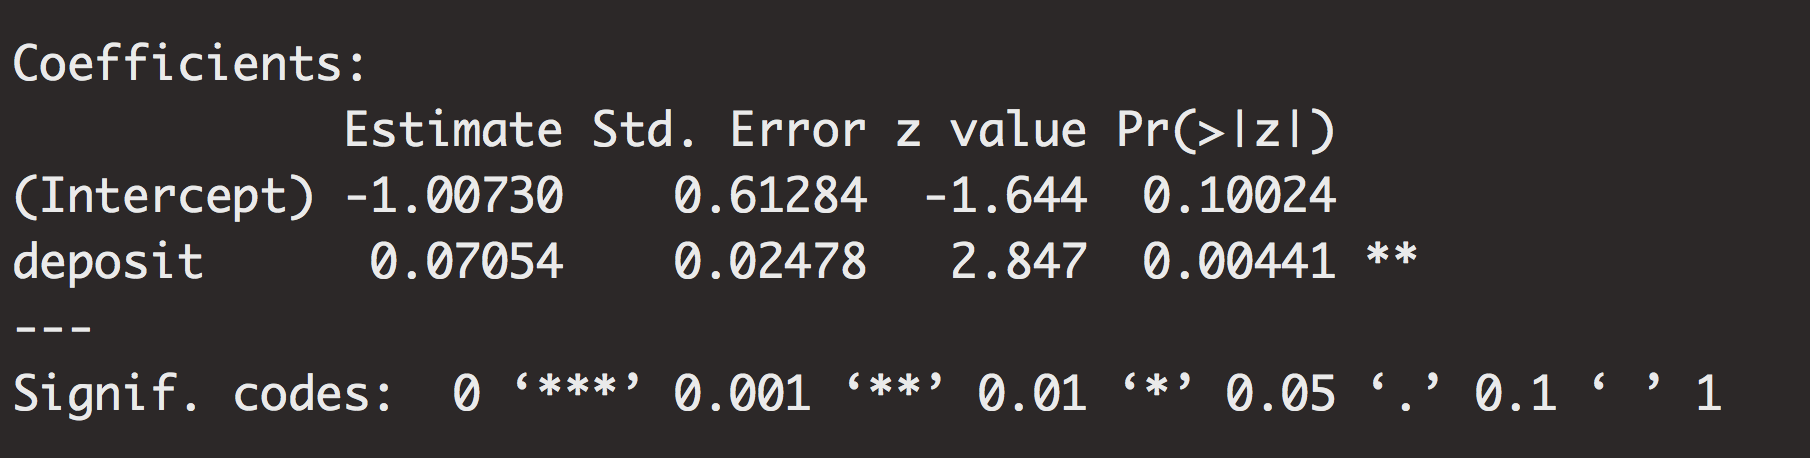 Coefficients:
Estimate Std. Error z value Pr(>|z|)
(Intercept) -1.00730 0.61284 -1.644 0.10024
deposit 0.07054 0.02478 2.847 0.00441 **
---
Signif. codes: 0 ‘***’ 0.001 ‘**’ 0.01 ‘*’ 0.05 ‘.’ 0.1 ‘ ’ 1